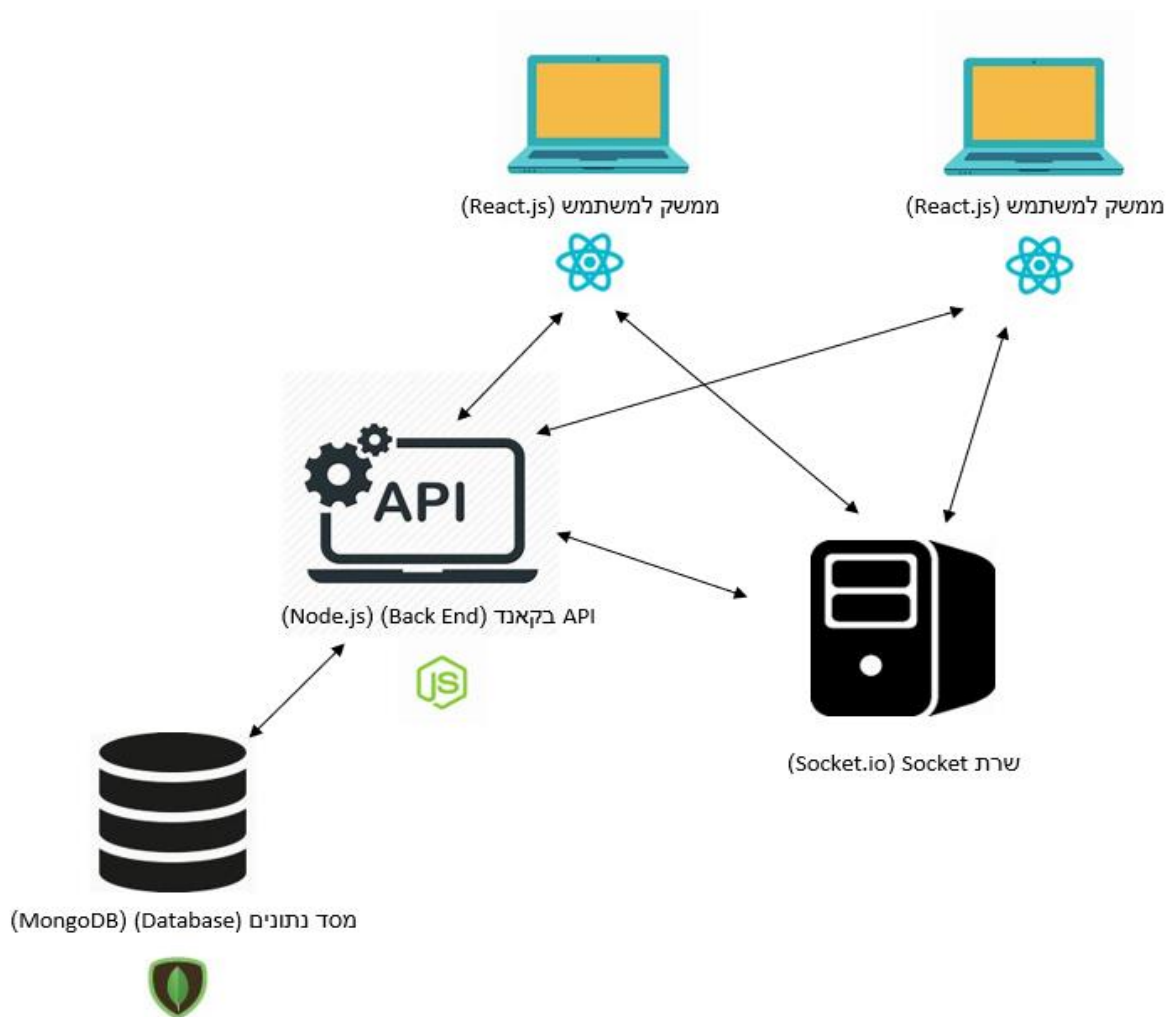 ממשק למשתמש (React.js)
ממשק למשתמש (React.js)
API
API בקאנד (Back End) (Node.js)
JS
שרת Socket (Socket.io)
מסד נתונים (Database) (MongoDB)